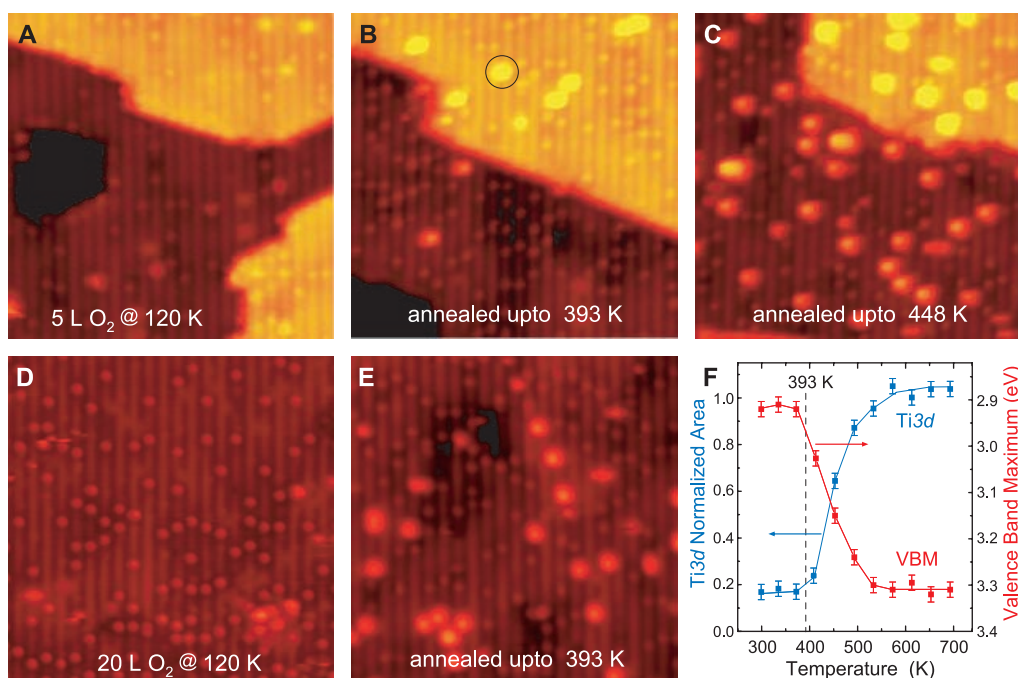 A
5 L O₂ @ 120 K
B
annealed upto 393 K
C
annealed upto 448 K
D
20 L O₂ @ 120 K
E
annealed upto 393 K
F
393 K
Ti3d
VBM
Ti3d Normalized Area
1.0
0.8
0.6
0.4
0.2
0.0
Valence Band Maximum (eV)
2.9
3.0
3.1
3.2
3.3
3.4
300 400 500 600 700
Temperature (K)